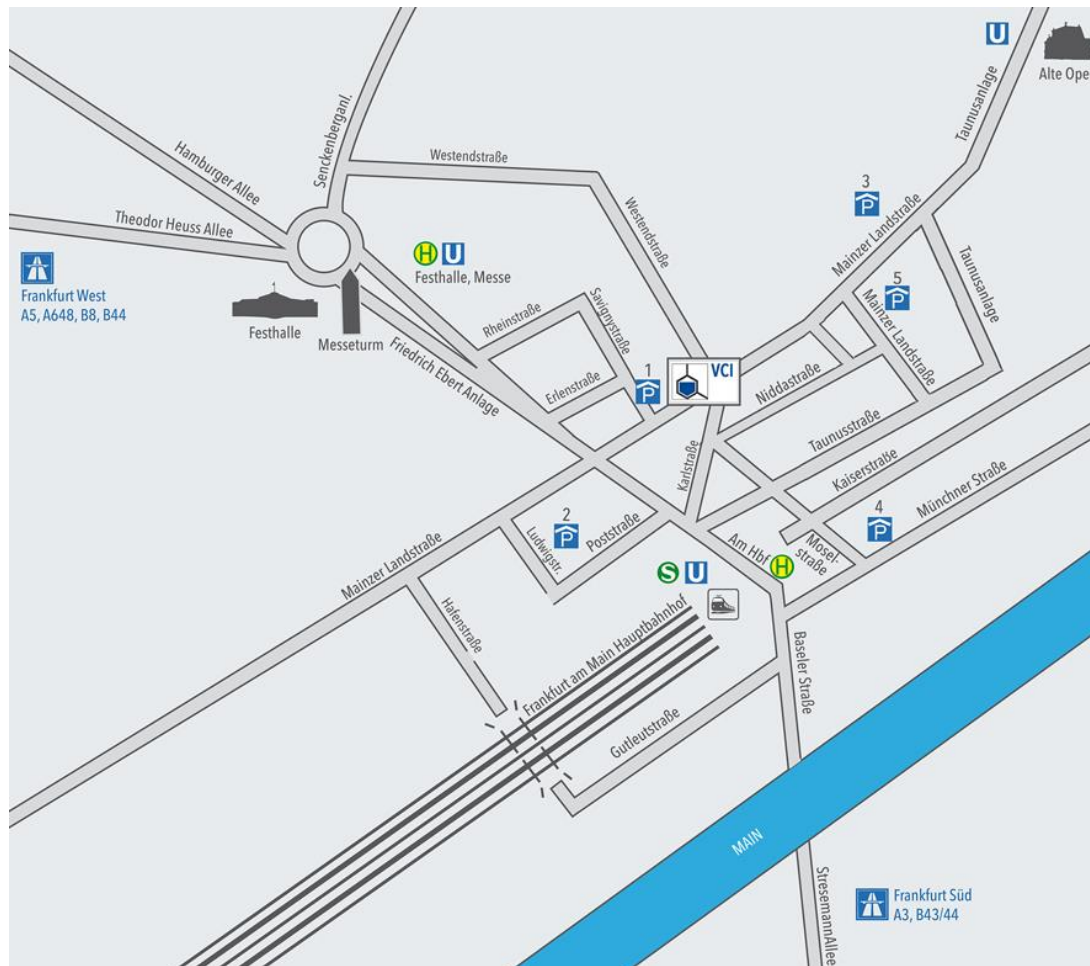 U
Alte Ope
Taunusanlage
Senckenberganl.
Hamburger Allee
Westendstraße
3
P
Mainzer Landstraße
Theodor Heuss Allee
Westendstraße
H U
Festhalle, Messe
Taunusanlage
Frankfurt West
A5, A648, B8, B44
5
P
Mainzer Landstraße
Savignystraße
Rheinstraße
Festhalle
Messeturm
Friedrich Ebert Anlage
VCI
1
P
Niddastraße
Erlenstraße
Taunusstraße
Kaiserstraße
Karlstraße
Münchner Straße
4
P
2
P
Ludwigstr.
Poststraße
Mainzer Landstraße
Am Hbf
H
Mosel-
straße
S U
Hafenstraße
Frankfurt am Main Hauptbahnhof
Baseler Straße
Gutleutstraße
MAIN
StresemannAllee
Frankfurt Süd
A3, B43/44